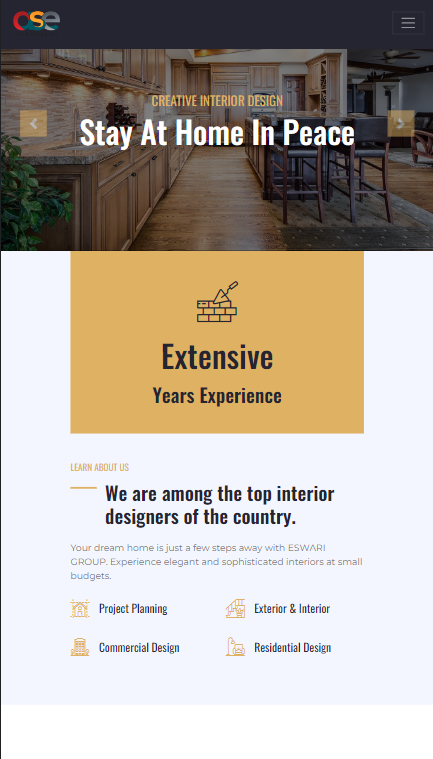 ose
CREATIVE INTERIOR DESIGN
Stay At Home In Peace
Extensive
Years Experience
LEARN ABOUT US
We are among the top interior
designers of the country.
Your dream home is just a few steps away with ESWARI
GROUP. Experience elegant and sophisticated interiors at small
budgets.
Project Planning
Exterior & Interior
Commercial Design
Residential Design